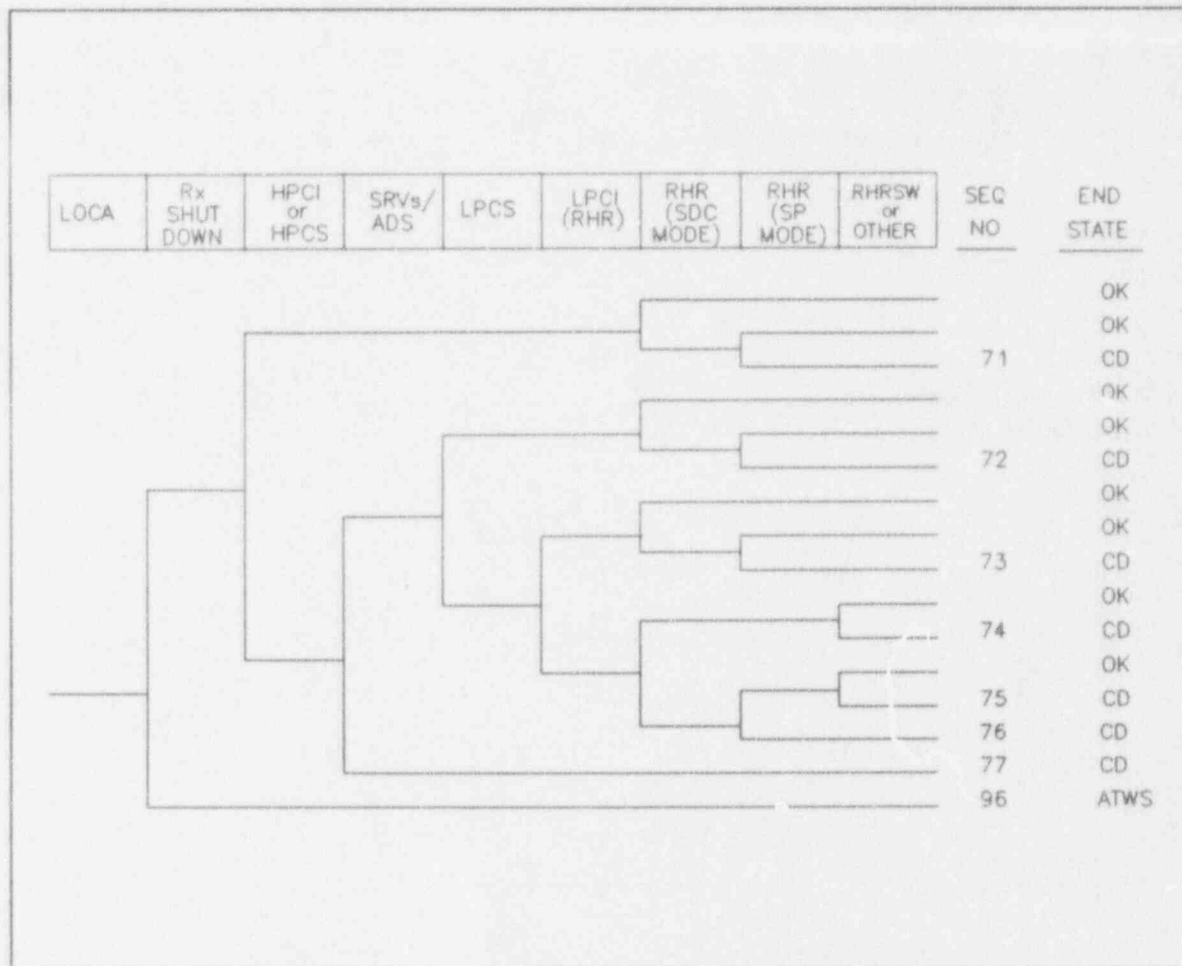 LOCA
Rx
SHUT
DOWN
HPCI
or
HPCS
SRVs/
ADS
LPCS
LPCI
(RHR)
RHR
(SDC
MODE)
RHR
(SP
MODE)
RHRSW
or
OTHER
SEQ
NO
END
STATE
OK
OK
71 CD
OK
OK
72 CD
OK
OK
73 CD
OK
74 CD
OK
75 CD
76 CD
77 CD
96 ATWS